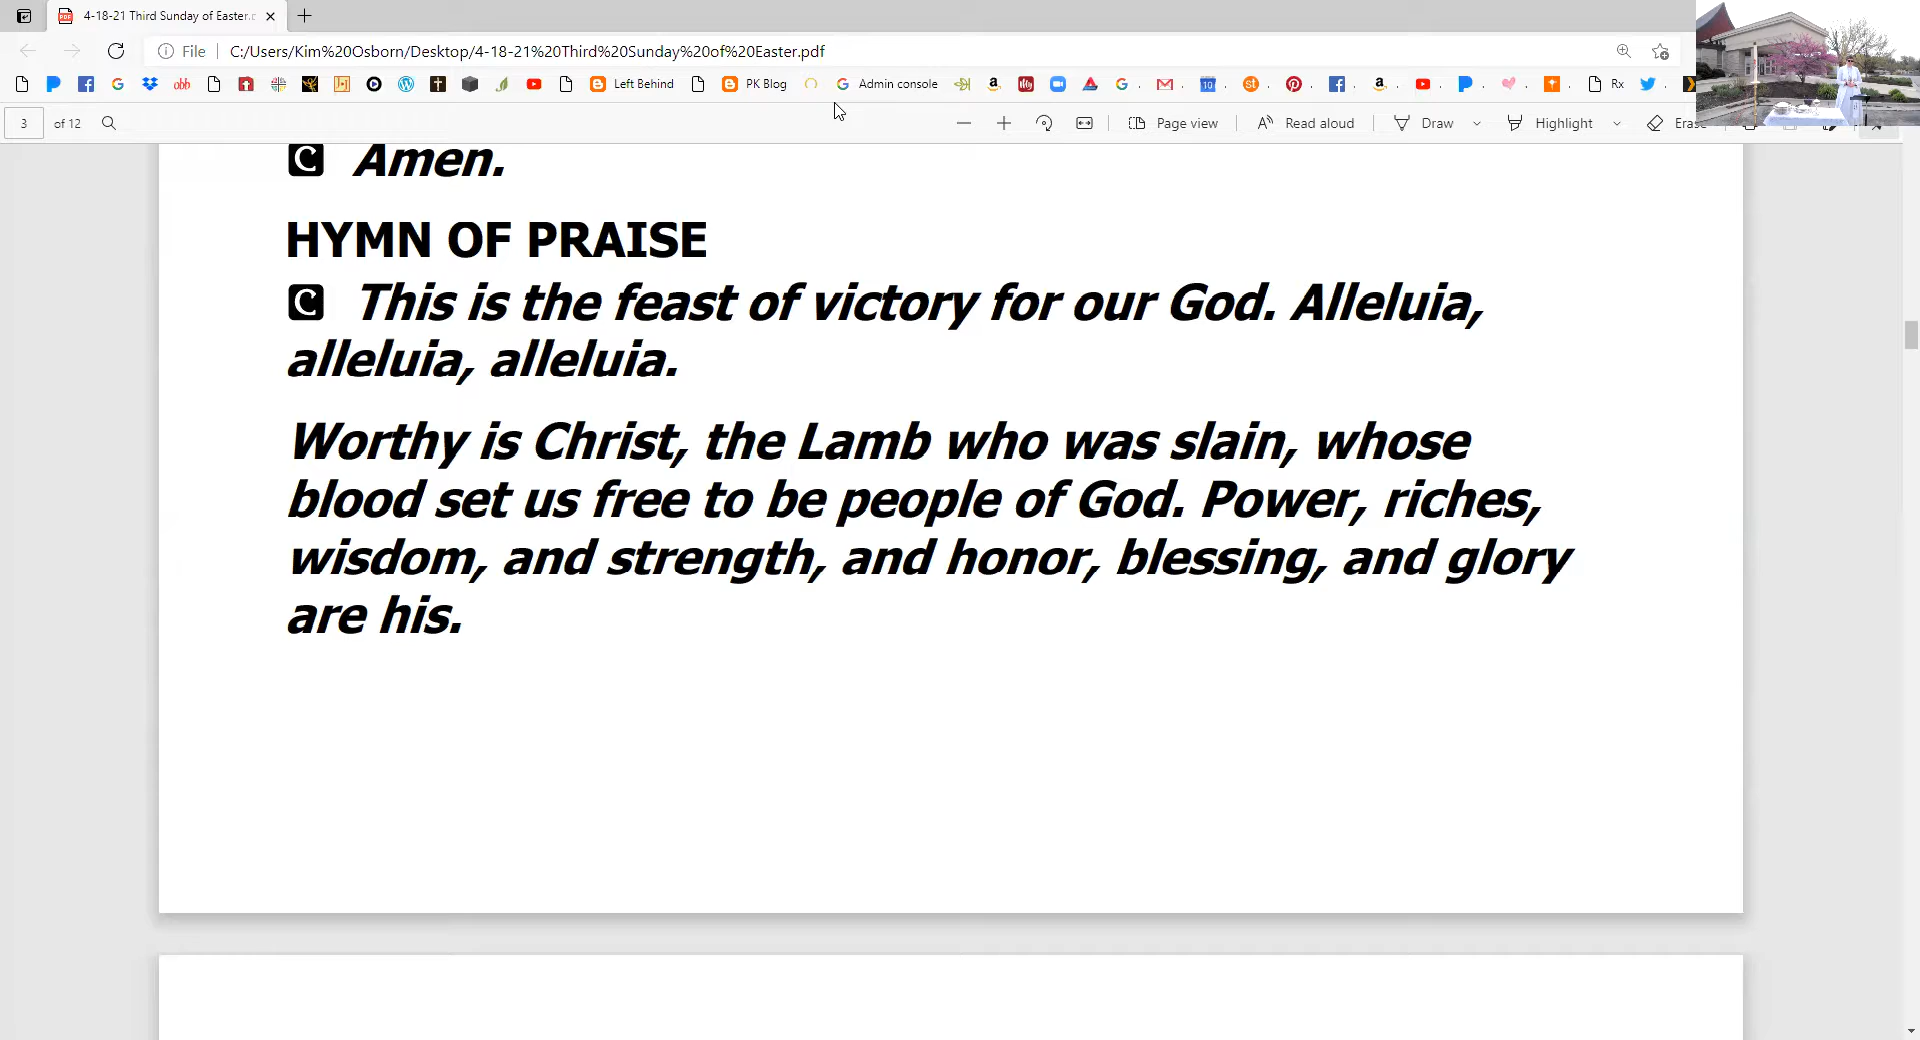 4-18-21 Third Sunday of Easter.
File C:/Users/Kim%20Osborn/Desktop/4-18-21%20Third%20Sunday%20of%20Easter.pdf
obb Left Behind PK Blog Admin console Rx
3 of 12 Page view Read aloud Draw Highlight Erase
C Amen.
HYMN OF PRAISE
C This is the feast of victory for our God. Alleluia,
alleluia, alleluia.
Worthy is Christ, the Lamb who was slain, whose
blood set us free to be people of God. Power, riches,
wisdom, and strength, and honor, blessing, and glory
are his.